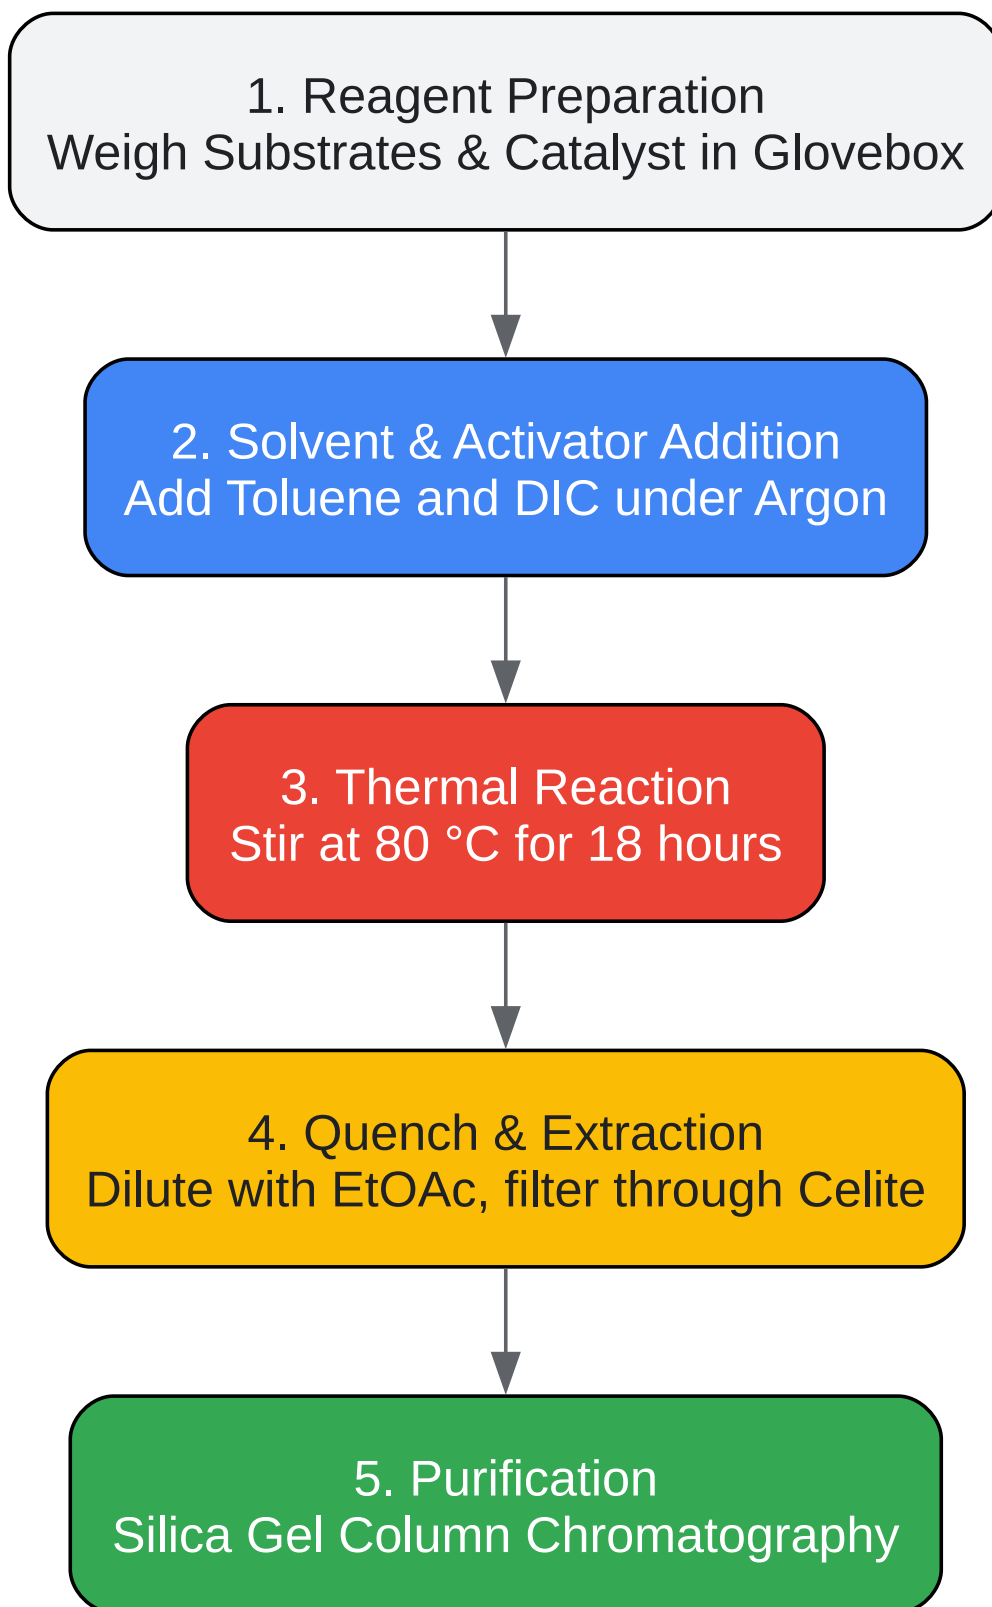 1. Reagent Preparation
Weigh Substrates & Catalyst in Glovebox
2. Solvent & Activator Addition
Add Toluene and DIC under Argon
3. Thermal Reaction
Stir at 80 °C for 18 hours
4. Quench & Extraction
Dilute with EtOAc, filter through Celite
5. Purification
Silica Gel Column Chromatography